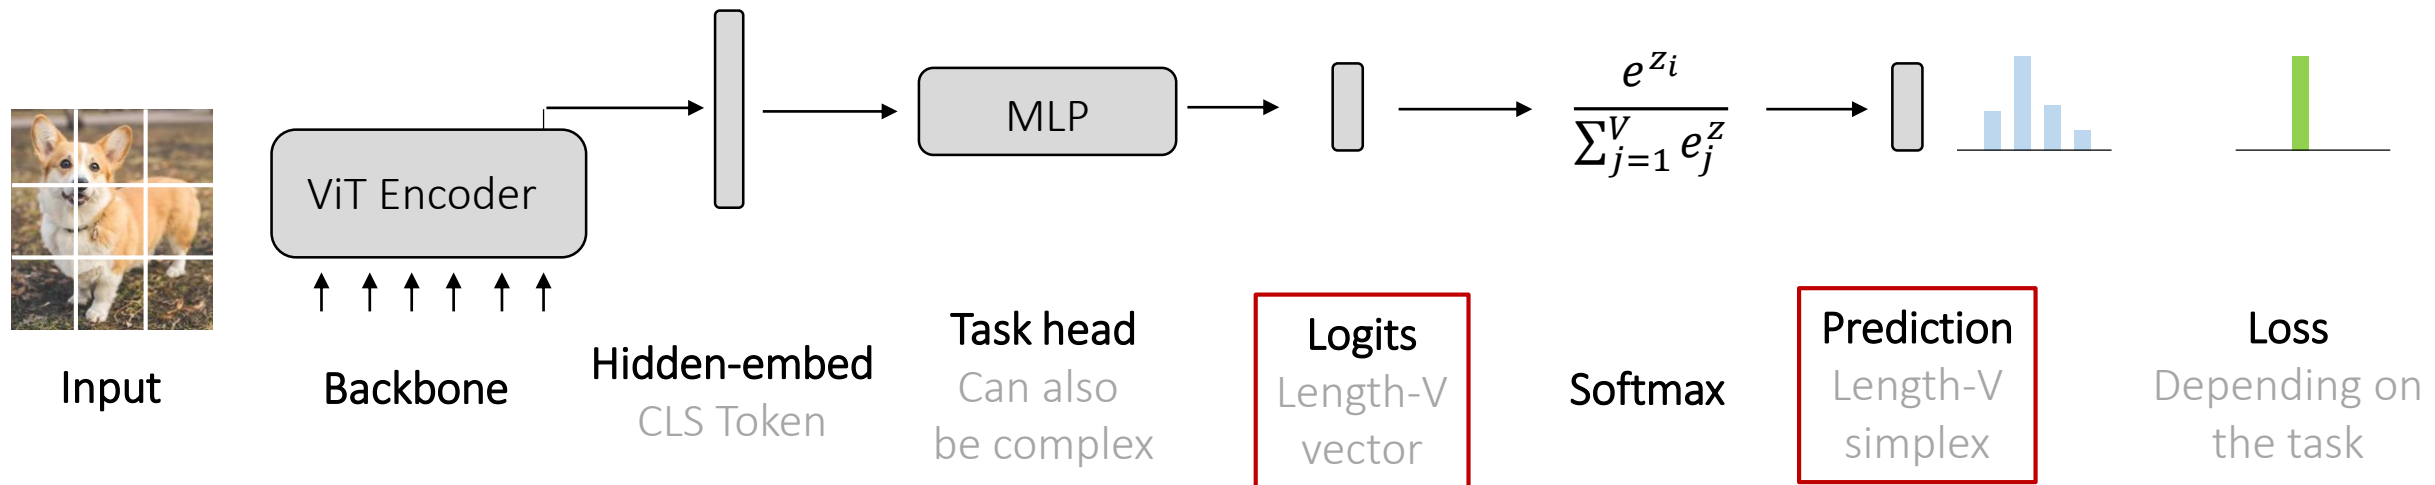 ViT Encoder
MLP
e^{z_i}
∑_{j=1}^{V} e_j^z
Input
Backbone
Hidden-embed
CLS Token
Task head
Can also
be complex
Logits
Length-V
vector
Softmax
Prediction
Length-V
simplex
Loss
Depending on
the task